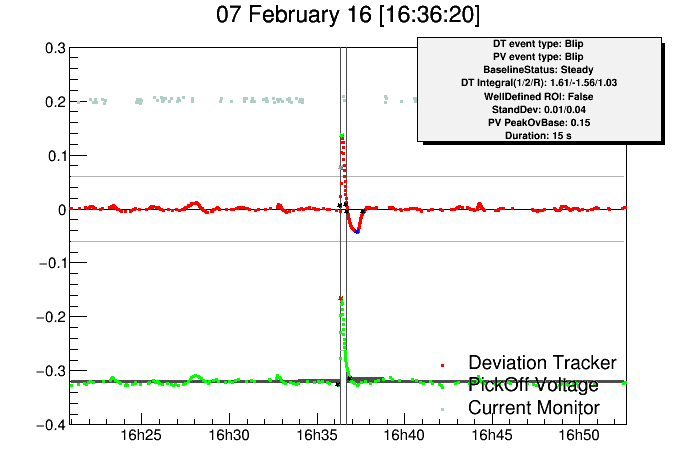 07 February 16 [16:36:20]
DT event type: Blip
PV event type: Blip
BaselineStatus: Steady
DT Integral(1/2/R): 1.61/-1.56/1.03
WellDefined ROI: False
StandDev: 0.01/0.04
PV PeakOvBase: 0.15
Duration: 15 s
0.3
0.2
0.1
0
−0.1
−0.2
−0.3
−0.4
Deviation Tracker
PickOff Voltage
Current Monitor
16h25
16h30
16h35
16h40
16h45
16h50